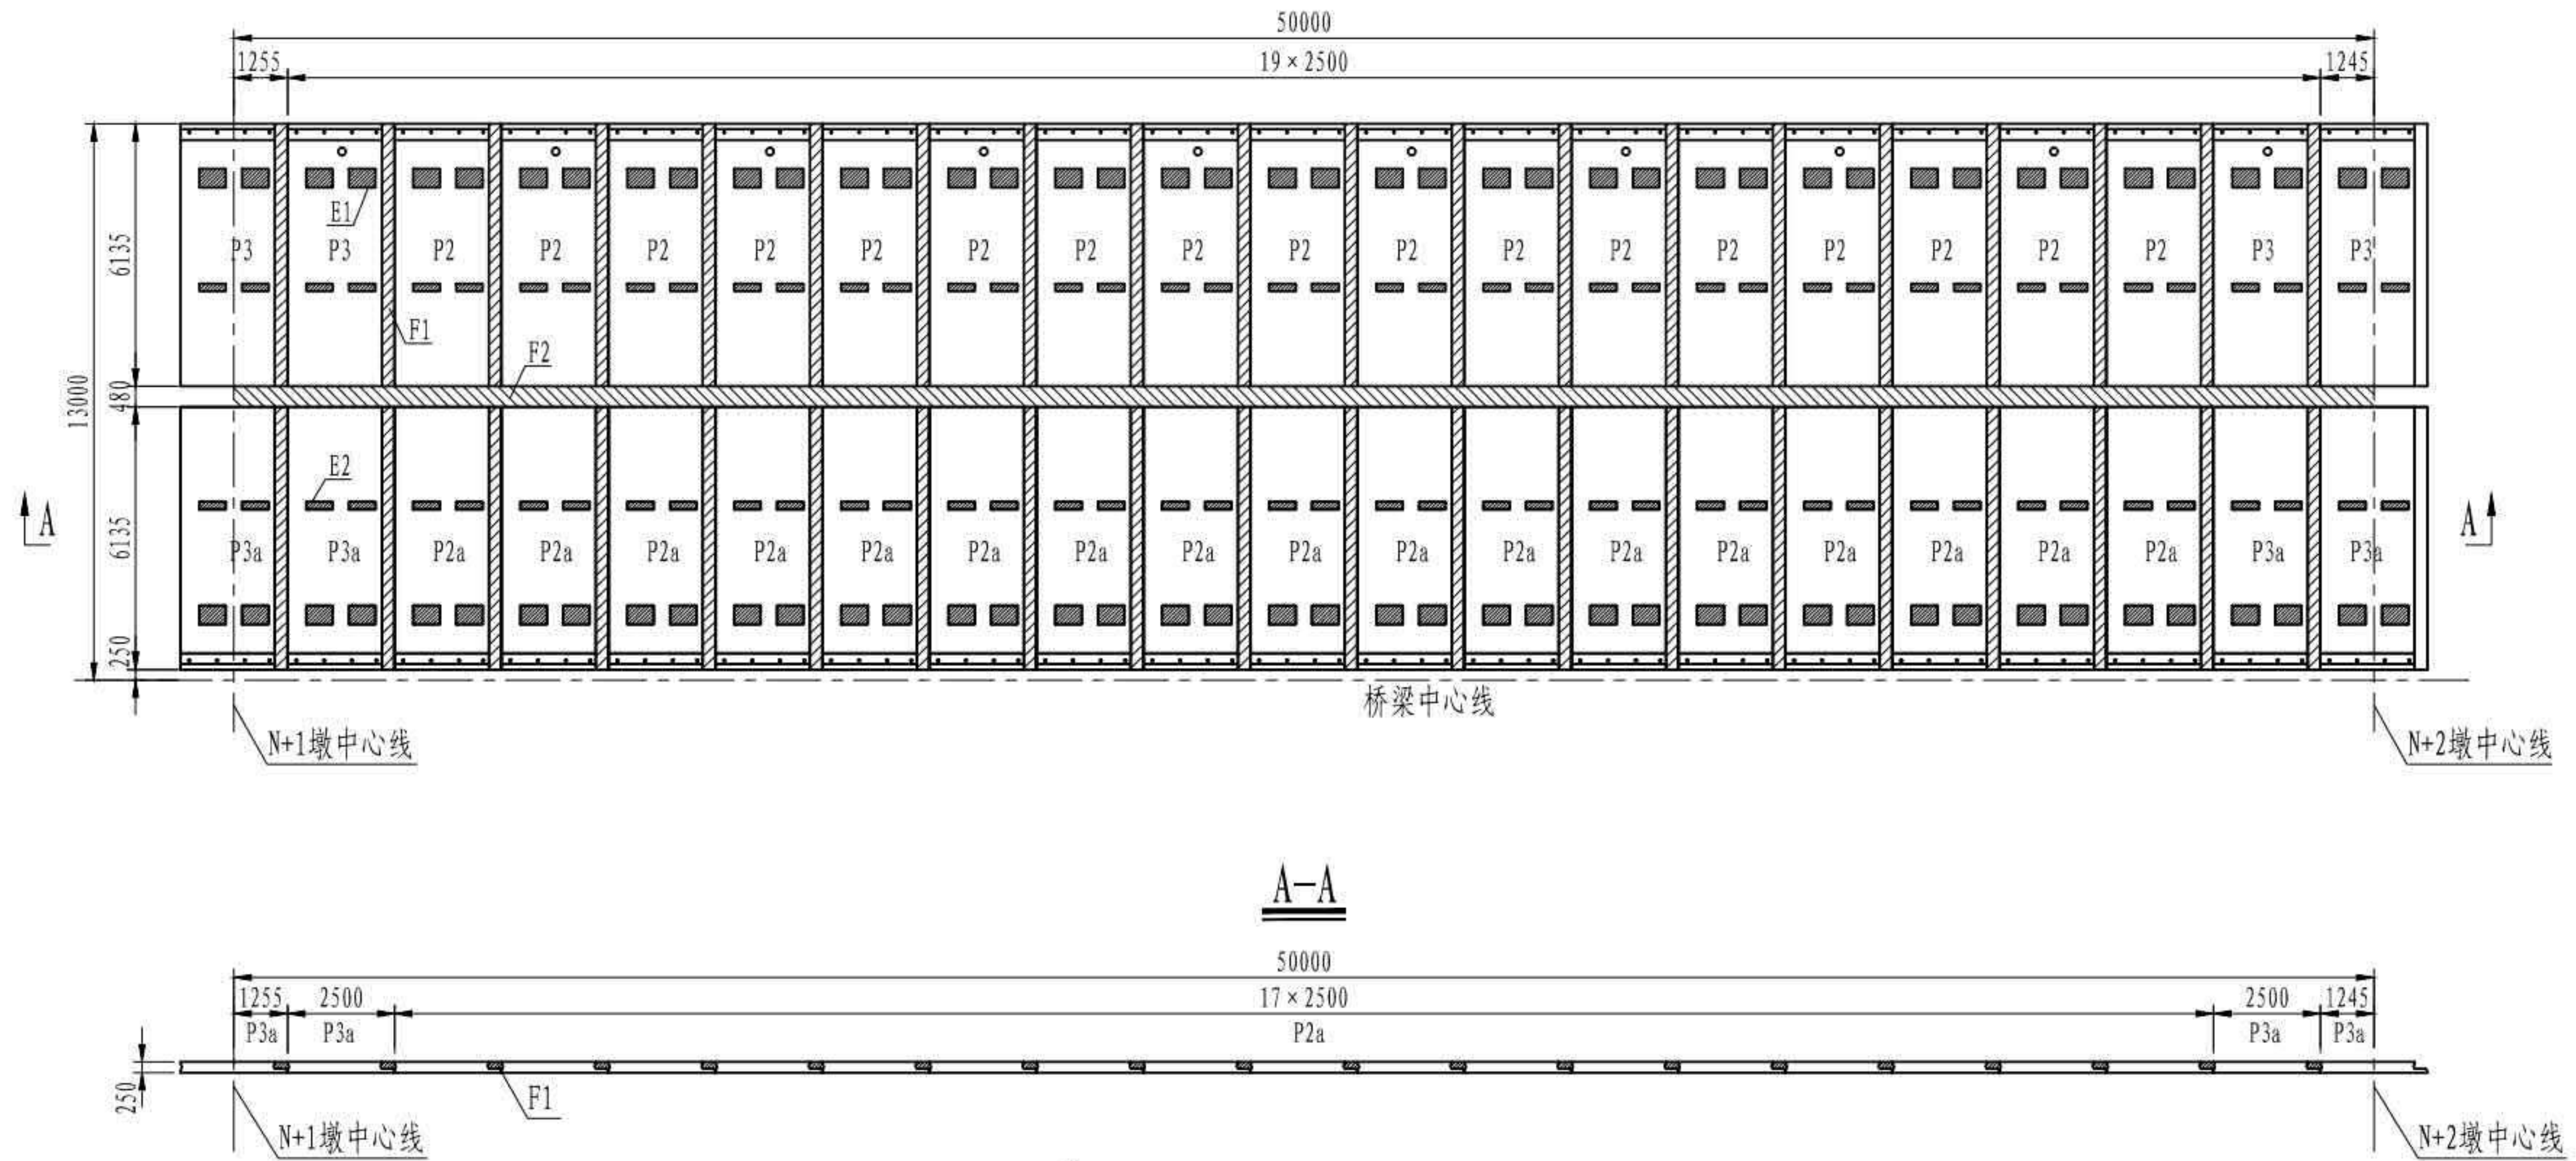 50000
1255 19×2500 1245
E1
P3 P3 P2 P2 P2 P2 P2 P2 P2 P2 P2 P2 P2 P2 P2 P2 P2 P2 P2 P3 P3
6135
F1
F2
13000
480
E2
A A
6135
P3a P3a P2a P2a P2a P2a P2a P2a P2a P2a P2a P2a P2a P2a P2a P2a P2a P2a P2a P3a P3a
250
桥梁中心线
N+1墩中心线 N+2墩中心线
A-A
50000
1255 2500 17×2500 2500 1245
P3a P3a P2a P3a P3a
250
F1
N+1墩中心线 N+2墩中心线